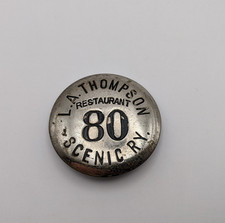 L.A. THOMPSON
RESTAURANT
80
SCENIC RY.